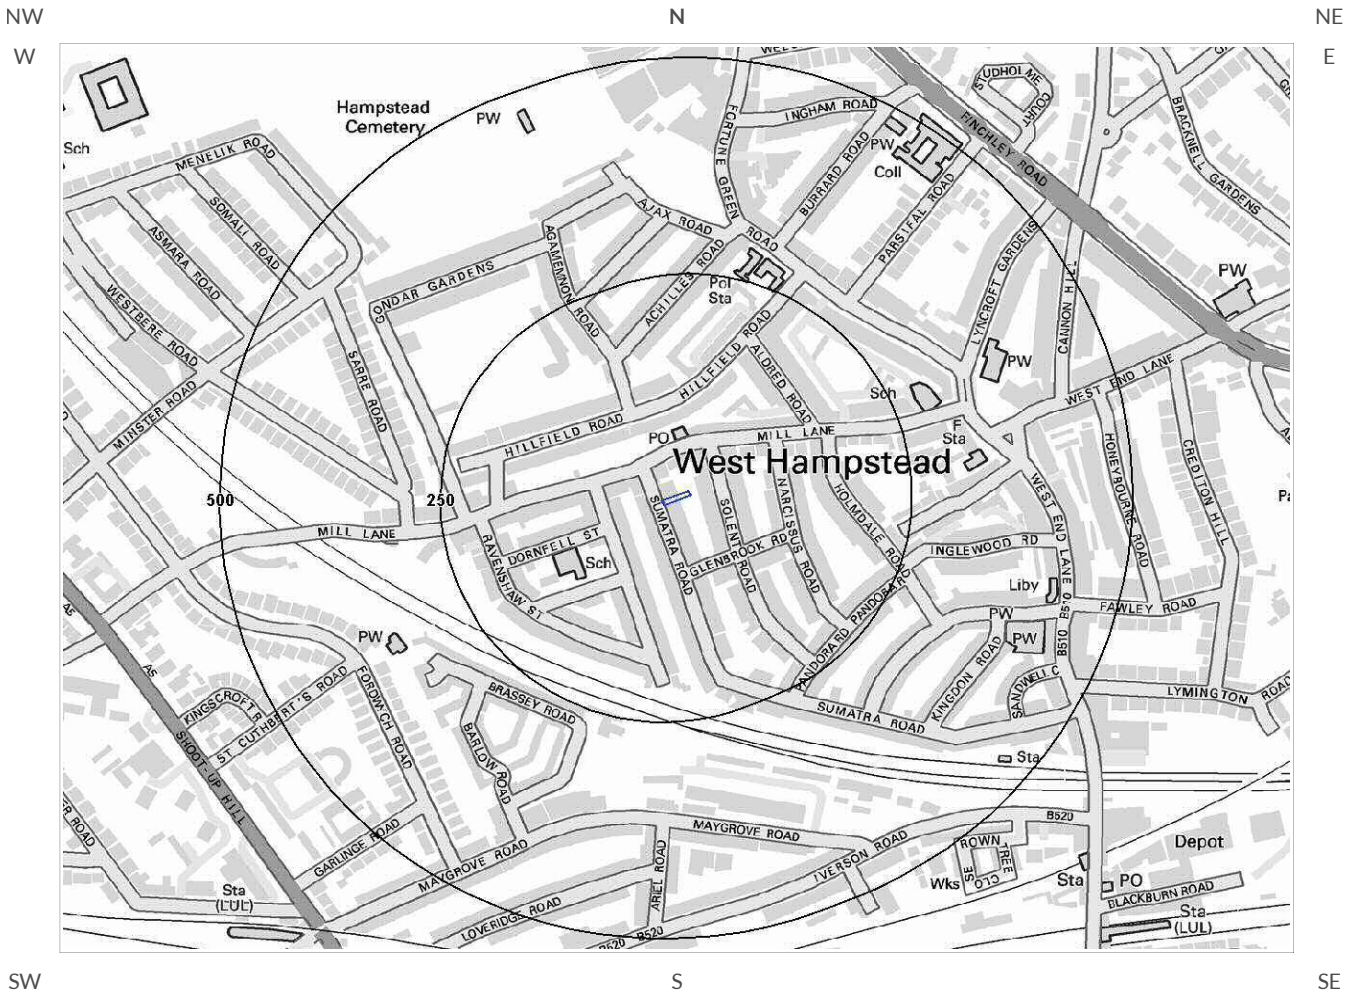 NW
N
NE
W
E
Hampstead
Cemetery
PW
Sch
MENELIK ROAD
SOMALI ROAD
ASMARA ROAD
WESTBERE ROAD
MINSTER ROAD
SARRE ROAD
GONDAR GARDENS
AGAMEMNON ROAD
AJAX ROAD
ACHILLES ROAD
FORTUNE GREEN ROAD
INGHAM ROAD
BURRARD ROAD
PARSIFAL ROAD
PW
Coll
FINCHLEY ROAD
STUDHOLME COURT
BRACKNELL GARDENS
LYNCROFT GARDENS
CANNON HILL
PW
PW
Pol
Sta
HILLFIELD ROAD
HILLFIELD ROAD
ALDRED ROAD
Sch
WEST END LANE
F
Sta
PO
MILL LANE
West Hampstead
500
250
MILL LANE
SUMATRA ROAD
SOLENT ROAD
NARCISSUS ROAD
HOLMDALE ROAD
GLENBROOK RD
RAVENSHAW ST
DORNFELL ST
Sch
INGLEWOOD RD
WEST END LANE
HONEYBOURNE ROAD
CREDITON HILL
Liby
B510
B510
FAWLEY ROAD
PANDORA RD
PANDORA RD
PW
PW
KINGDON ROAD
SANDWELL C
LYMINGTON ROAD
SUMATRA ROAD
Sta
PW
A5
A5
KINGSCROFT R
ST CUTHBERT'S ROAD
FORDWYCH ROAD
SHOOT-UP HILL
BRASSEY ROAD
BARLOW ROAD
GARLINGE ROAD
MAYGROVE ROAD
MAYGROVE ROAD
LOVERIDGE ROAD
ARIEL ROAD
IVERSON ROAD
B520
B520
B520
ROWN
TREE
CLO
SE
Wks
Depot
Sta
PO
BLACKBURN ROAD
Sta
(LUL)
Sta
(LUL)
ER ROAD
SW
S
SE